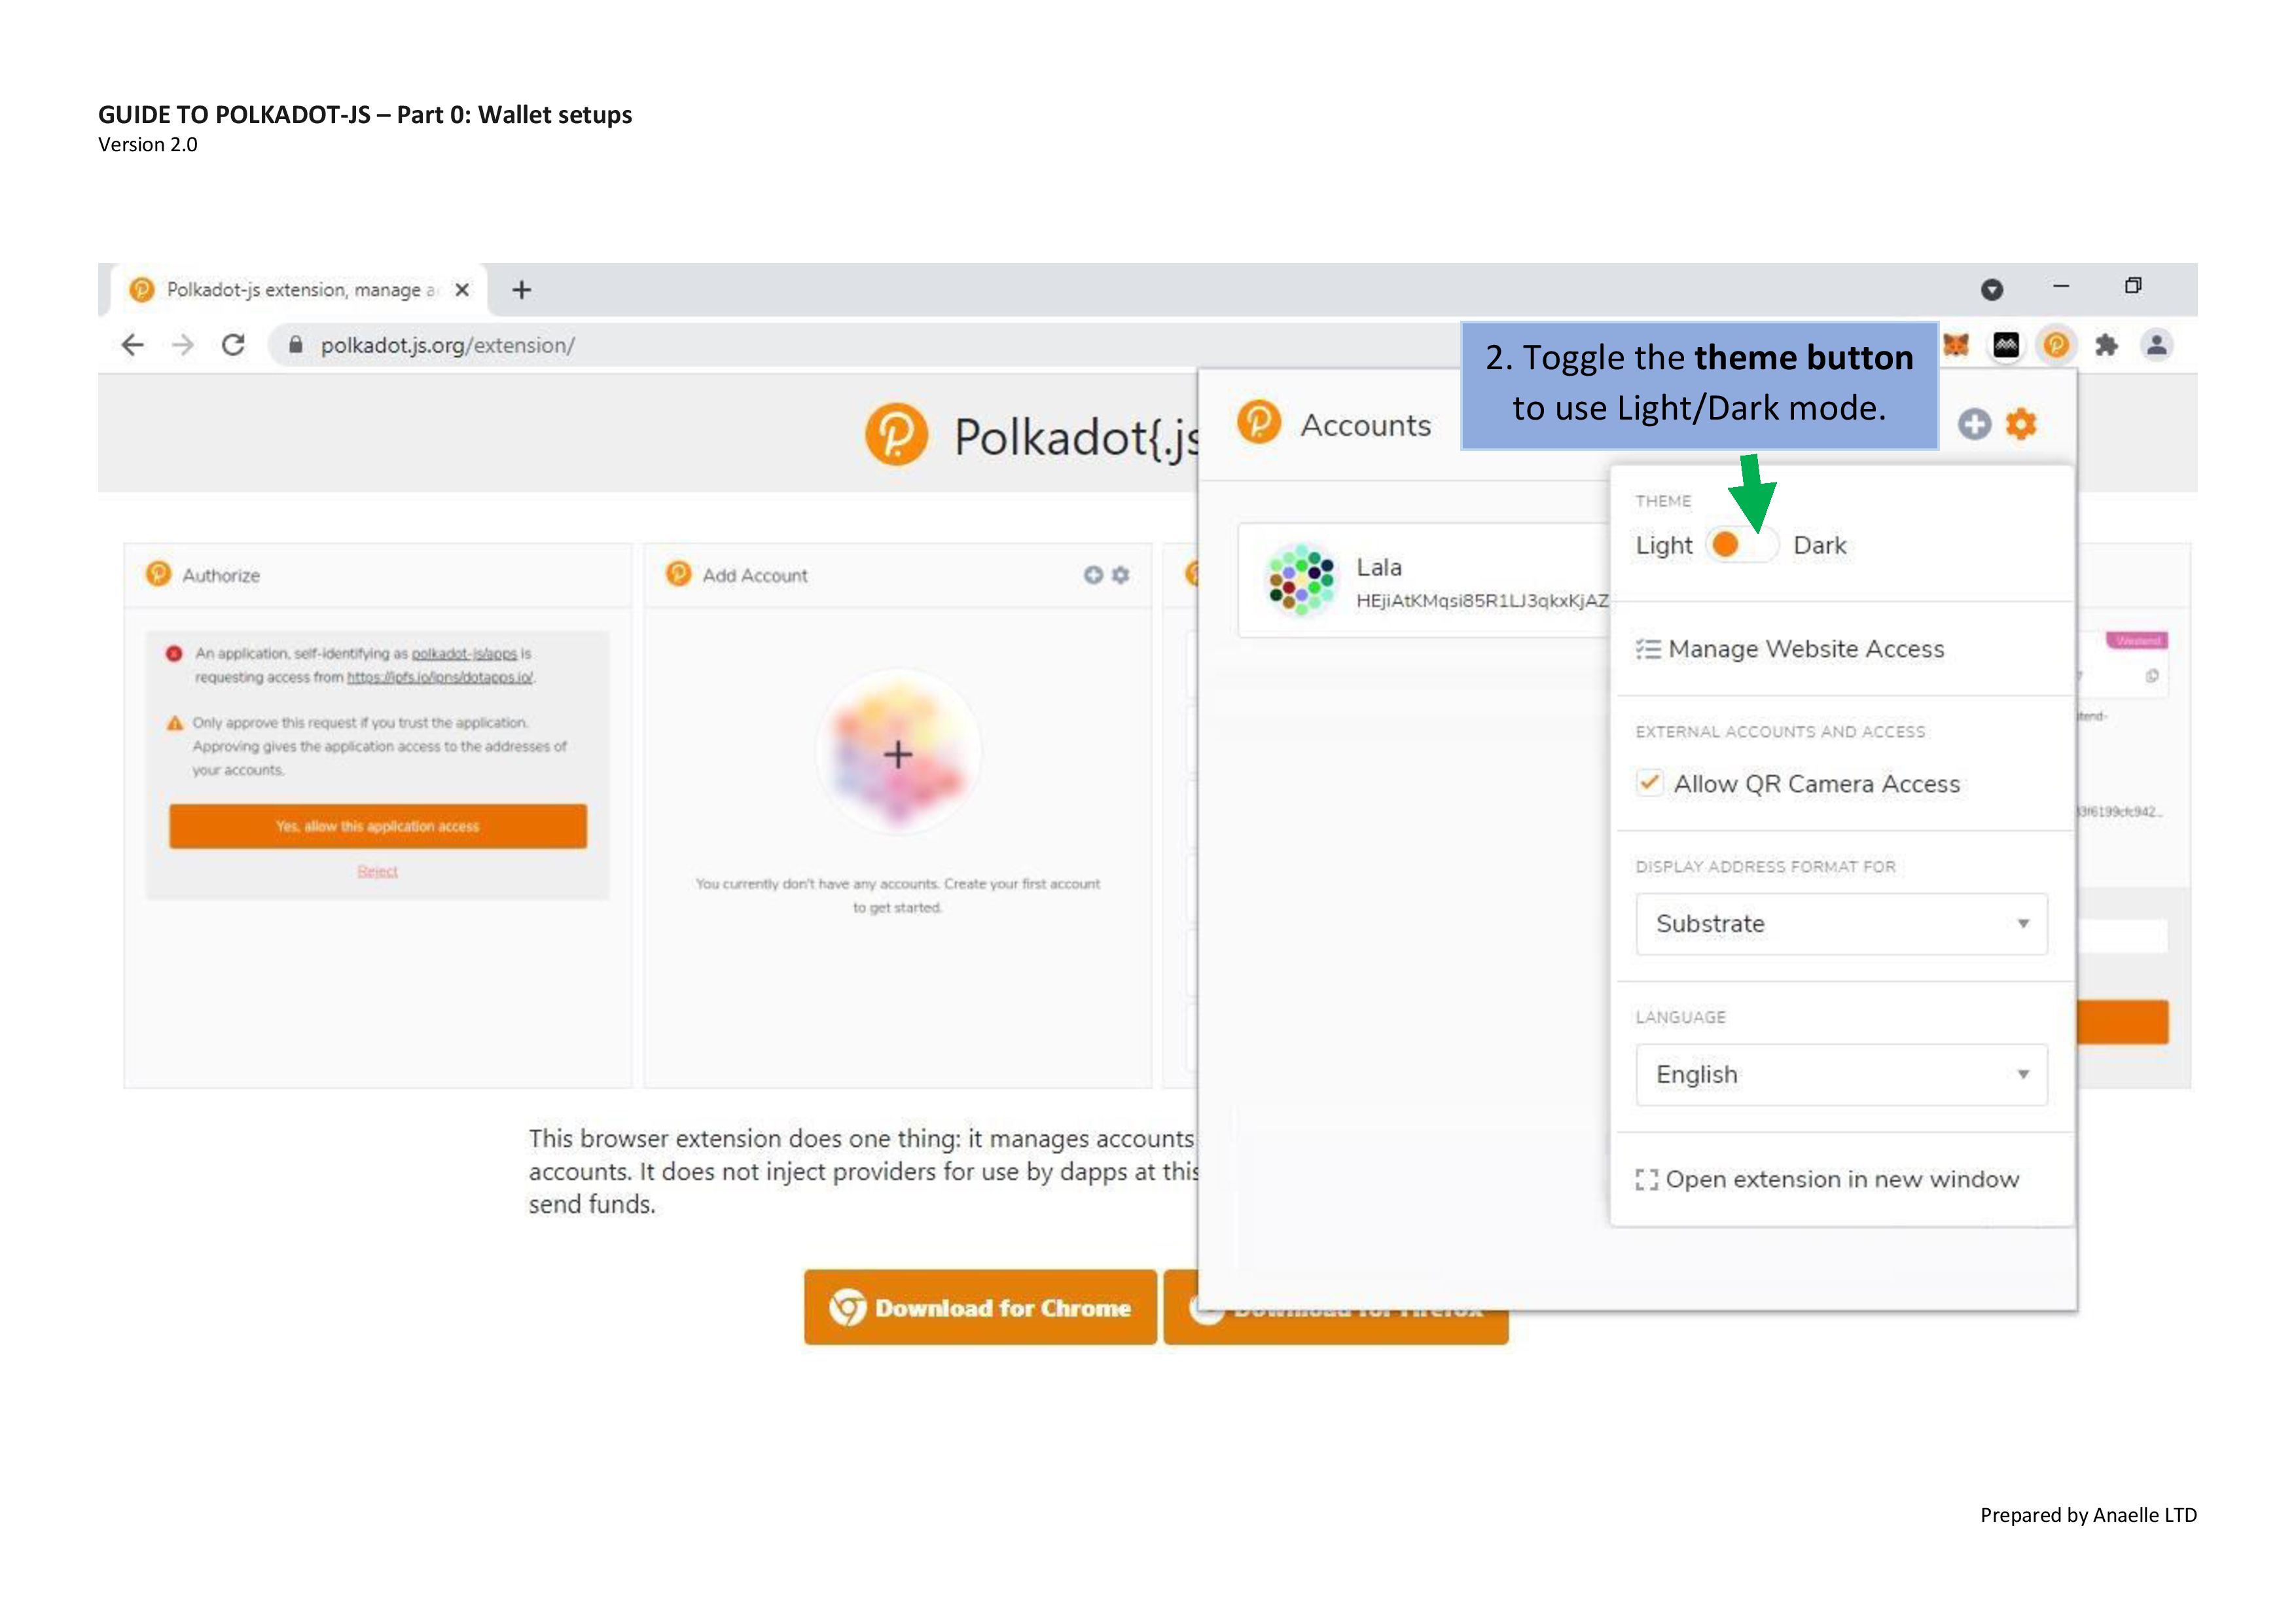 GUIDE TO POLKADOT-JS – Part 0: Wallet setups
Version 2.0
Polkadot-js extension, manage a
polkadot.js.org/extension/
2. Toggle the theme button
to use Light/Dark mode.
Polkadot{.js
Accounts
THEME
Light Dark
Lala
HEjiAtKMqsi85R1LJ3qkxKjAZ
Manage Website Access
EXTERNAL ACCOUNTS AND ACCESS
Allow QR Camera Access
DISPLAY ADDRESS FORMAT FOR
Substrate
LANGUAGE
English
Open extension in new window
Authorize
An application, self-identifying as polkadot-js/apps is
requesting access from https://ipfs.io/ipns/dotapps.io/.
Only approve this request if you trust the application.
Approving gives the application access to the addresses of
your accounts.
Yes, allow this application access
Reject
Add Account
You currently don't have any accounts. Create your first account
to get started.
Westend
tend-
3f6199cfc942...
This browser extension does one thing: it manages accounts
accounts. It does not inject providers for use by dapps at this
send funds.
Download for Chrome
Download for Firefox
Prepared by Anaelle LTD